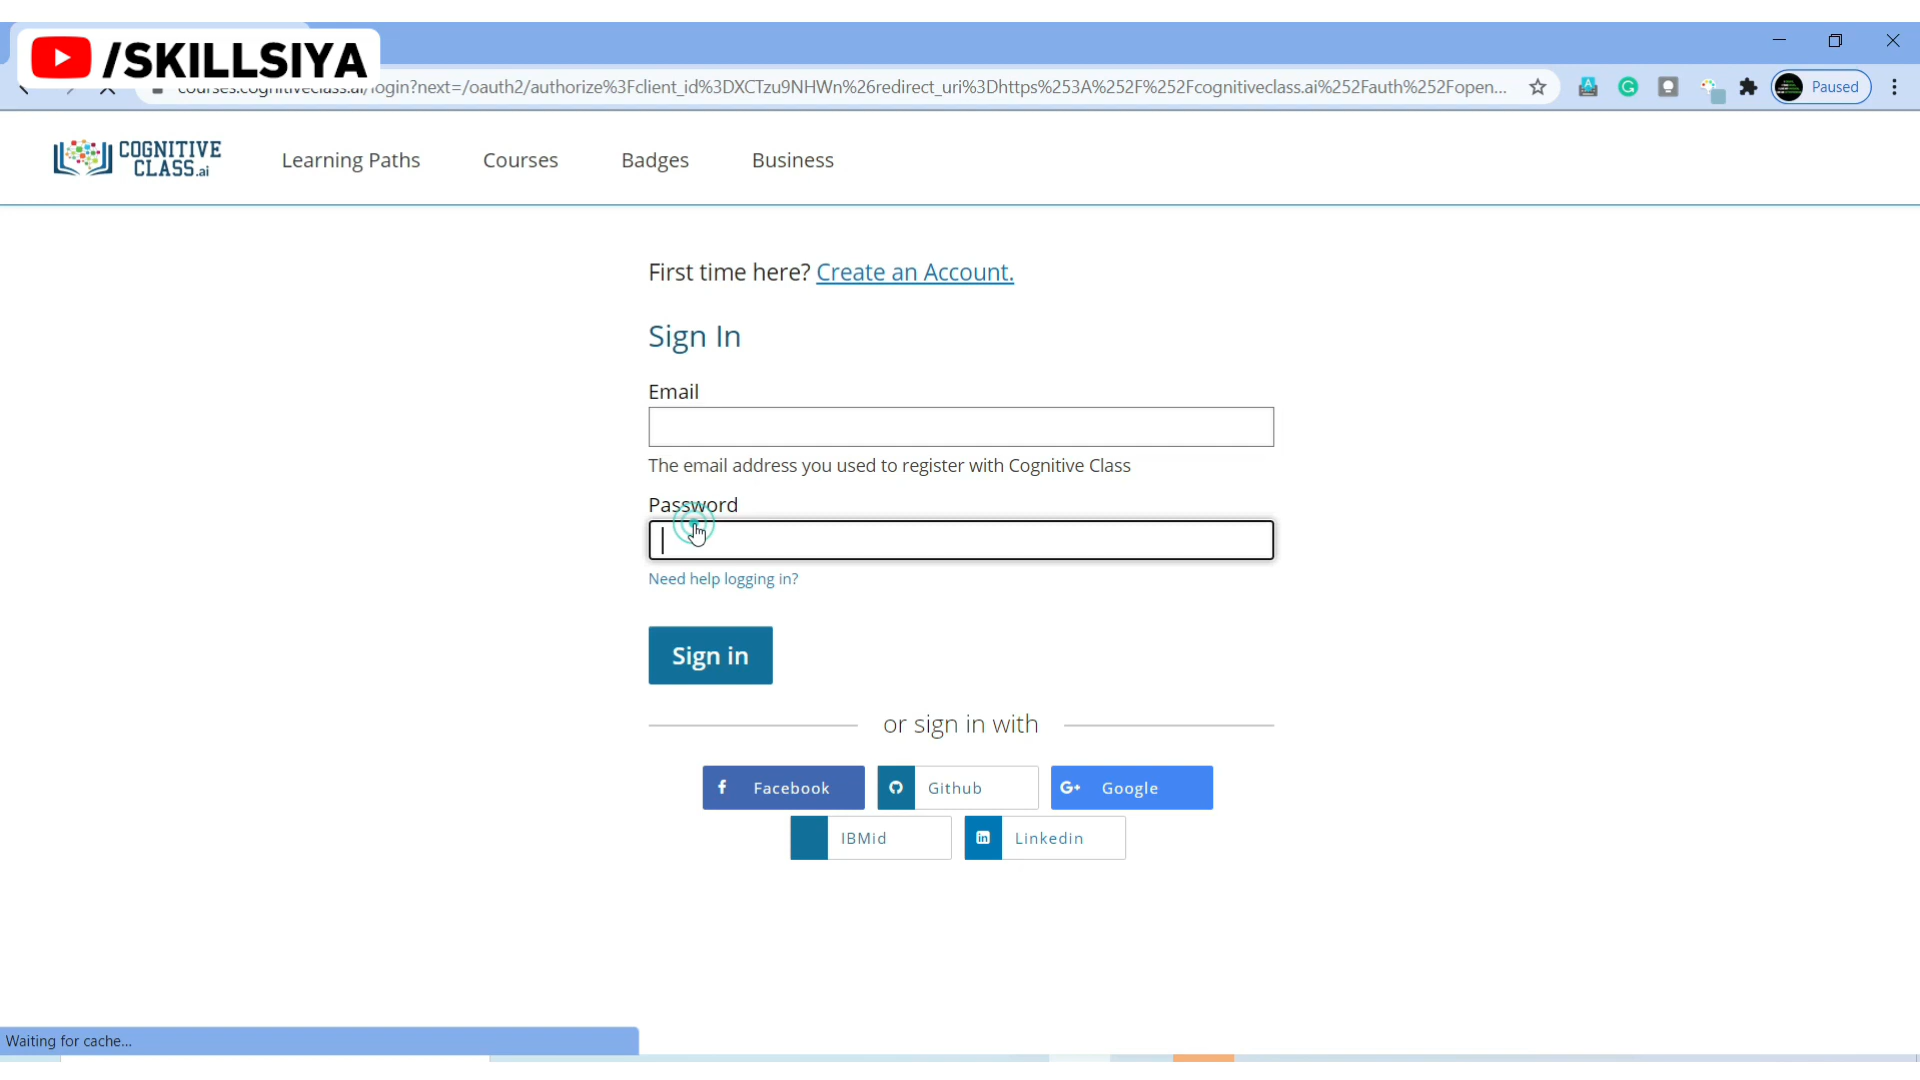 /SKILLSIYA
courses.cognitiveclass.ai/login?next=/oauth2/authorize%3Fclient_id%3DXCTzu9NHWn%26redirect_uri%3Dhttps%253A%252F%252Fcognitiveclass.ai%252Fauth%252Fopen...
Paused
COGNITIVE
CLASS.ai
Learning Paths
Courses
Badges
Business
First time here? Create an Account.
Sign In
Email
The email address you used to register with Cognitive Class
Password
Need help logging in?
Sign in
or sign in with
Facebook
Github
Google
IBMid
Linkedin
Waiting for cache...